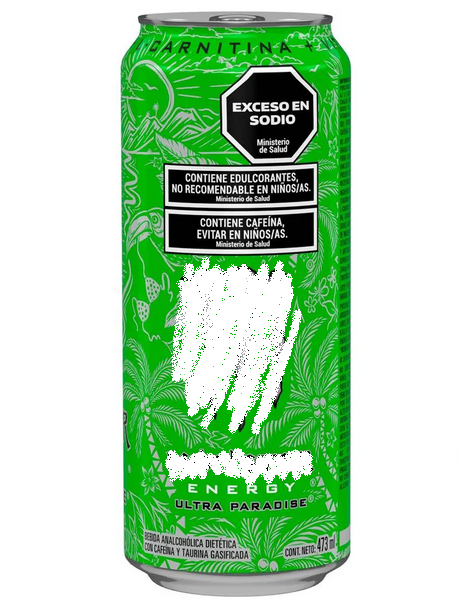 CARNITINA +
EXCESO EN
SODIO
Ministerio
de Salud
CONTIENE EDULCORANTES,
NO RECOMENDABLE EN NIÑOS/AS.
Ministerio de Salud
CONTIENE CAFEÍNA,
EVITAR EN NIÑOS/AS.
Ministerio de Salud
ENERGY
ULTRA PARADISE®
BEBIDA ANALCOHÓLICA DIETÉTICA
CON CAFEÍNA Y TAURINA GASIFICADA
CONT. NETO: 473 ml